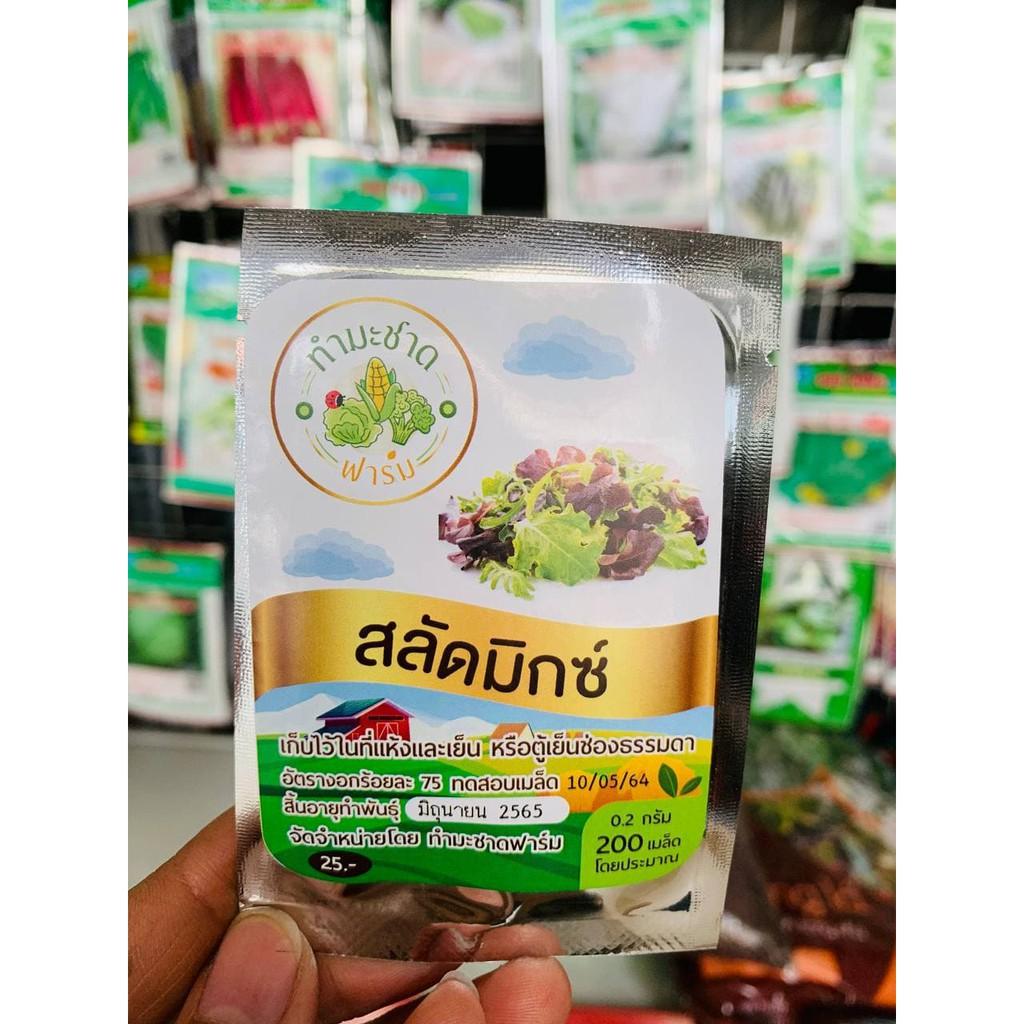 ทำมะชาด
ฟาร์ม
สลัดมิกซ์
เก็บไว้ในที่แห้งและเย็น หรือตู้เย็นช่องธรรมดา
อัตรางอกร้อยละ 75 ทดสอบเมล็ด 10/05/64
สิ้นอายุทำพันธุ์ มิถุนายน 2565
จัดจำหน่ายโดย ทำมะชาดฟาร์ม
25.-
0.2 กรัม
200 เมล็ด
โดยประมาณ